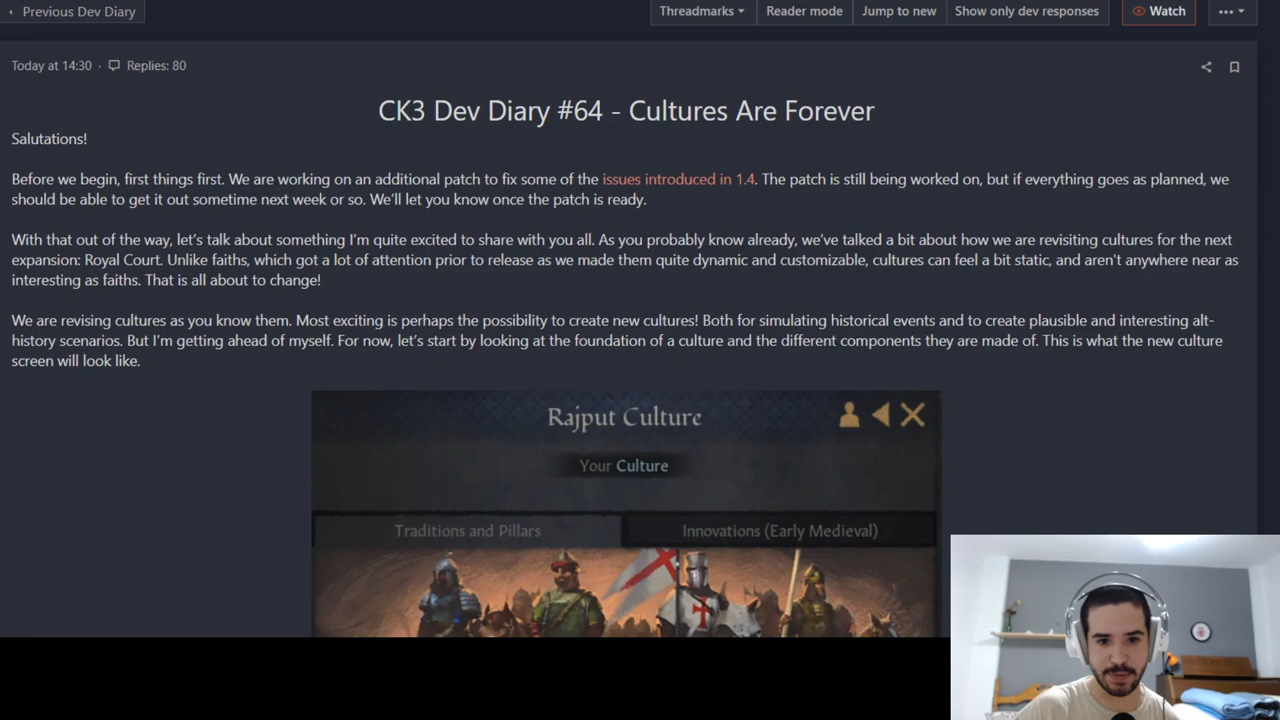 Previous Dev Diary
Threadmarks
Reader mode
Jump to new
Show only dev responses
Watch
Today at 14:30 · Replies: 80
CK3 Dev Diary #64 - Cultures Are Forever
Salutations!
Before we begin, first things first. We are working on an additional patch to fix some of the issues introduced in 1.4. The patch is still being worked on, but if everything goes as planned, we
should be able to get it out sometime next week or so. We’ll let you know once the patch is ready.
With that out of the way, let’s talk about something I’m quite excited to share with you all. As you probably know already, we’ve talked a bit about how we are revisiting cultures for the next
expansion: Royal Court. Unlike faiths, which got a lot of attention prior to release as we made them quite dynamic and customizable, cultures can feel a bit static, and aren't anywhere near as
interesting as faiths. That is all about to change!
We are revising cultures as you know them. Most exciting is perhaps the possibility to create new cultures! Both for simulating historical events and to create plausible and interesting alt-
history scenarios. But I’m getting ahead of myself. For now, let’s start by looking at the foundation of a culture and the different components they are made of. This is what the new culture
screen will look like.
Rajput Culture
Your Culture
Traditions and Pillars
Innovations (Early Medieval)